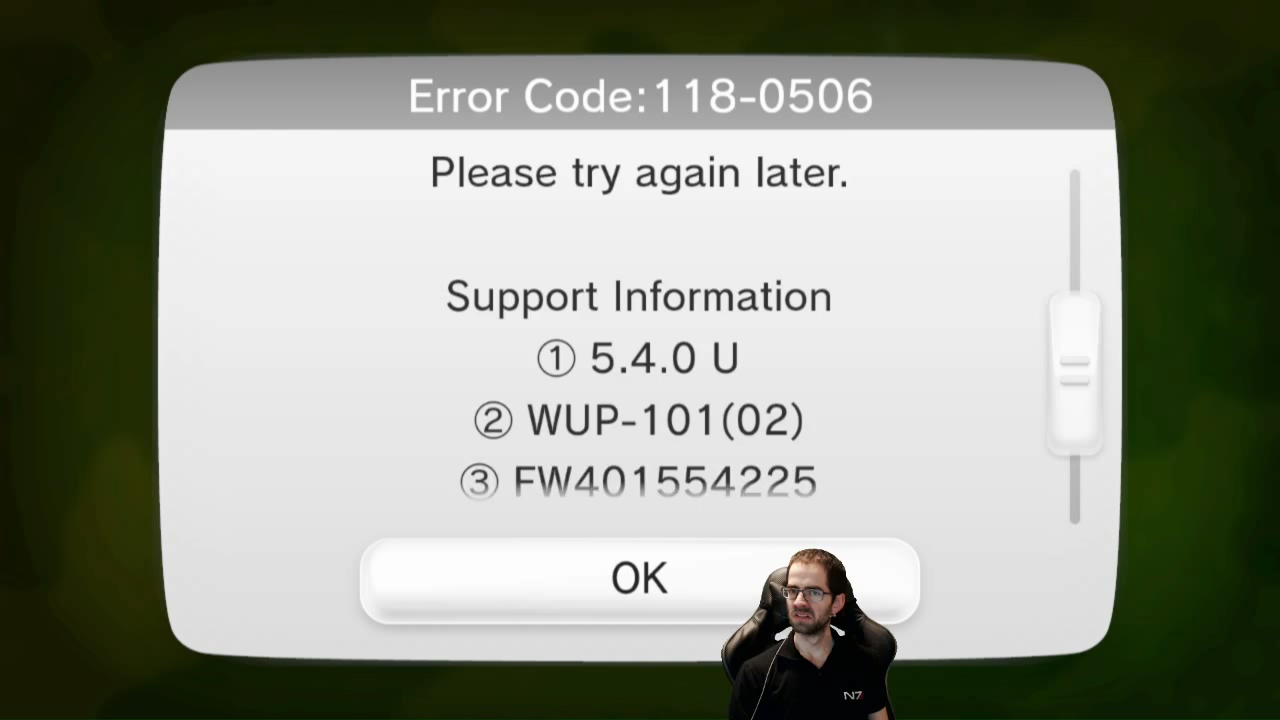 Error Code:118-0506
Please try again later.
Support Information
① 5.4.0 U
② WUP-101(02)
③ FW401554225
OK
N7